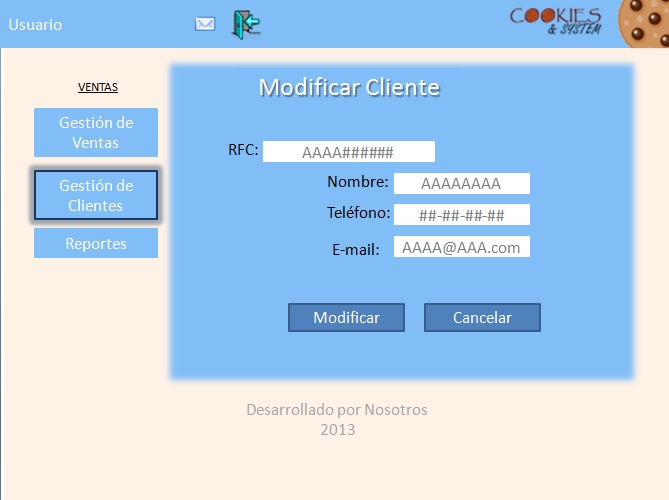 Usuario
COOKIES
& SYSTEM
VENTAS
Gestión de
Ventas
Gestión de
Clientes
Reportes
Modificar Cliente
RFC: AAAA######
Nombre: AAAAAAAA
Teléfono: ##-##-##-##
E-mail: AAAA@AAA.com
Modificar
Cancelar
Desarrollado por Nosotros
2013